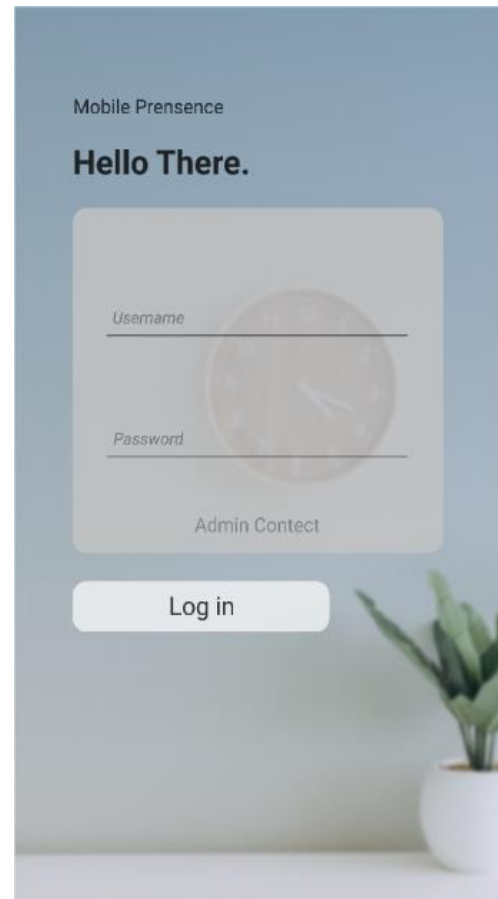 Mobile Prensence
Hello There.
Username
Password
Admin Contect
Log in